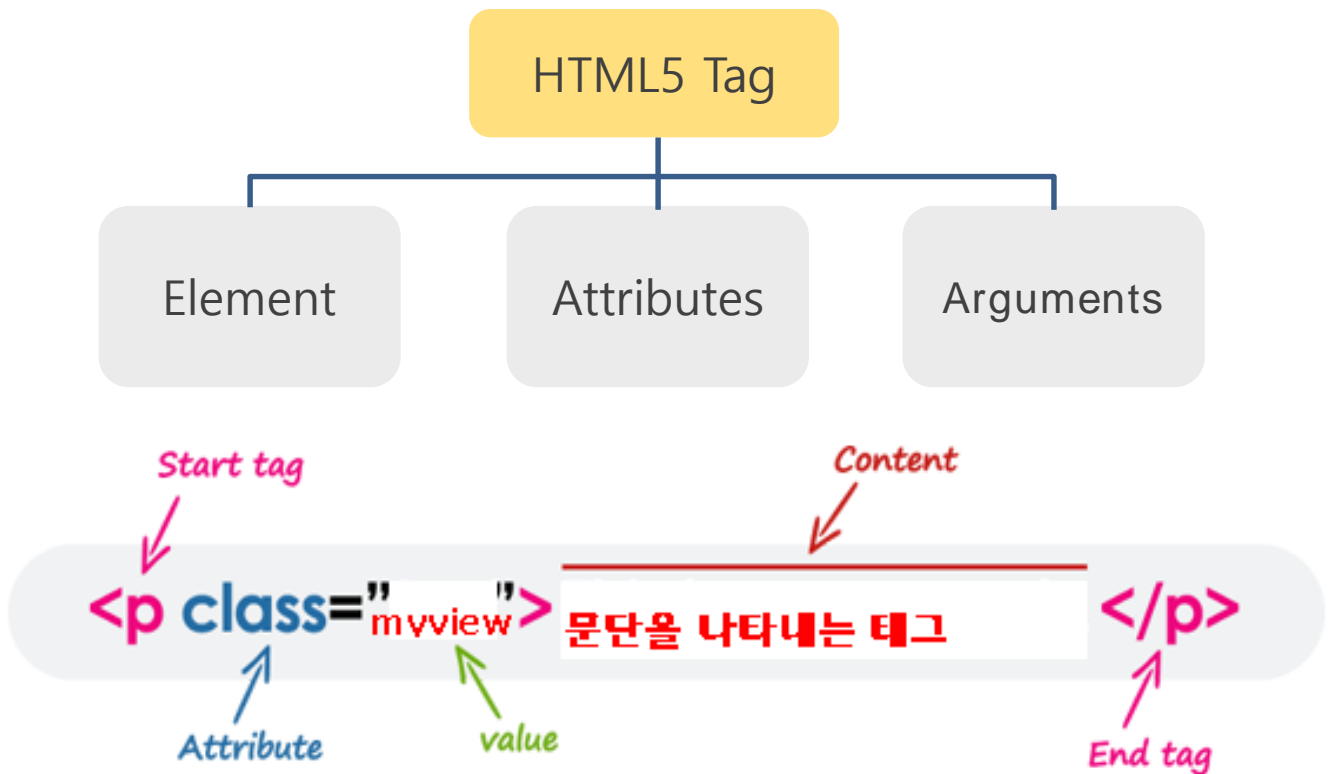 HTML5 Tag
Element Attributes Arguments
Start tag Content
<p class="myview"> 문단을 나타내는 태그 </p>
Attribute value End tag